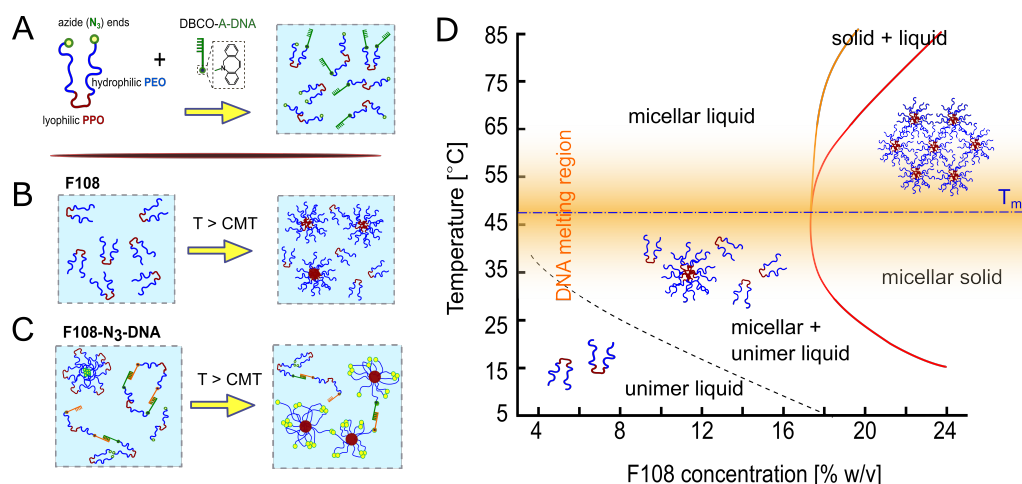 A
azide (N₃) ends
DBCO-A-DNA
+
hydrophilic PEO
lyophilic PPO
N
B
F108
T > CMT
C
F108-N₃-DNA
T > CMT
D
85
75
65
55
45
35
25
15
5
Temperature [°C]
solid + liquid
micellar liquid
DNA melting region
Tm
micellar solid
micellar +
unimer liquid
unimer liquid
4
8
12
16
20
24
F108 concentration [% w/v]